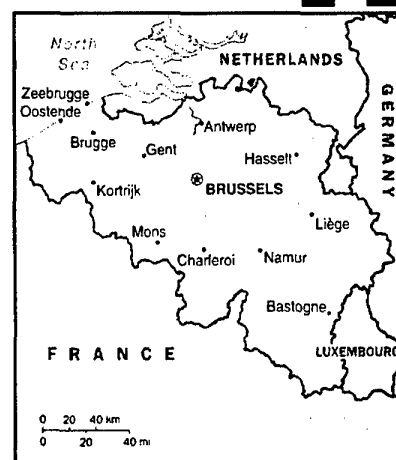 North
Sea
NETHERLANDS
GERMANY
Zeebrugge
Oostende
Brugge
Gent
Antwerp
Hasselt
Kortrijk
BRUSSELS
Liège
Mons
Charleroi
Namur
Bastogne
FRANCE
LUXEMBOURG
0 20 40 km
0 20 40 mi